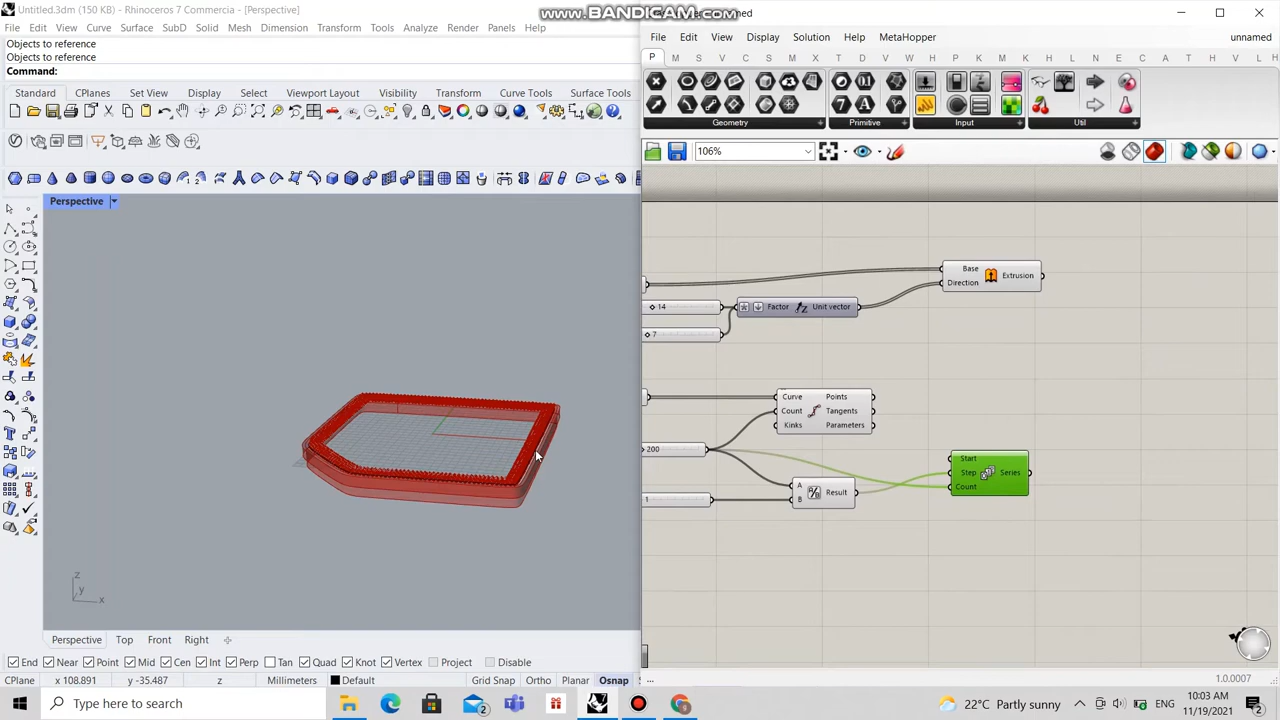 Untitled.3dm (150 KB) - Rhinoceros 7 Commercia - [Perspective]
www.BANDICAM.com
File Edit View Curve Surface SubD Solid Mesh Dimension Transform Tools Analyze Render Panels Help
Objects to reference
Objects to reference
Command:
Standard CPlanes Set View Display Select Viewport Layout Visibility Transform Curve Tools Surface Tools
Perspective
z
y
x
Perspective Top Front Right
End Near Point Mid Cen Int Perp Tan Quad Knot Vertex Project Disable
CPlane x 108.891 y -35.487 z Millimeters Default Grid Snap Ortho Planar Osnap
File Edit View Display Solution Help MetaHopper unnamed
P M S V C S M I T D W H L N S E C H P K M K D T H L
106%
Geometry Primitive Input Util
Base
Direction
Extrusion
14
7
Factor Unit vector
Curve
Count
Kinks
Points
Tangents
Parameters
200
1
A
B
Result
Start
Step
Count
Series
...
1.0.0007
Type here to search
2
22°C Partly sunny
ENG
10:03 AM
11/19/2021
2